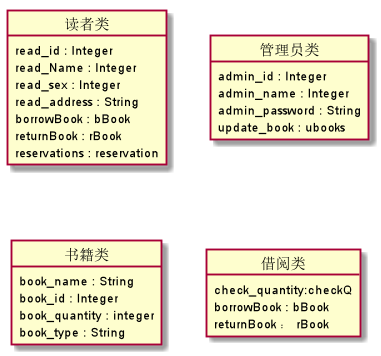 读者类
read_id : Integer
read_Name : Integer
read_sex : Integer
read_address : String
borrowBook : bBook
returnBook : rBook
reservations : reservation
管理员类
admin_id : Integer
admin_name : Integer
admin_password : String
update_book : ubooks
书籍类
book_name : String
book_id : Integer
book_quantity : integer
book_type : String
借阅类
check_quantity:checkQ
borrowBook : bBook
returnBook： rBook